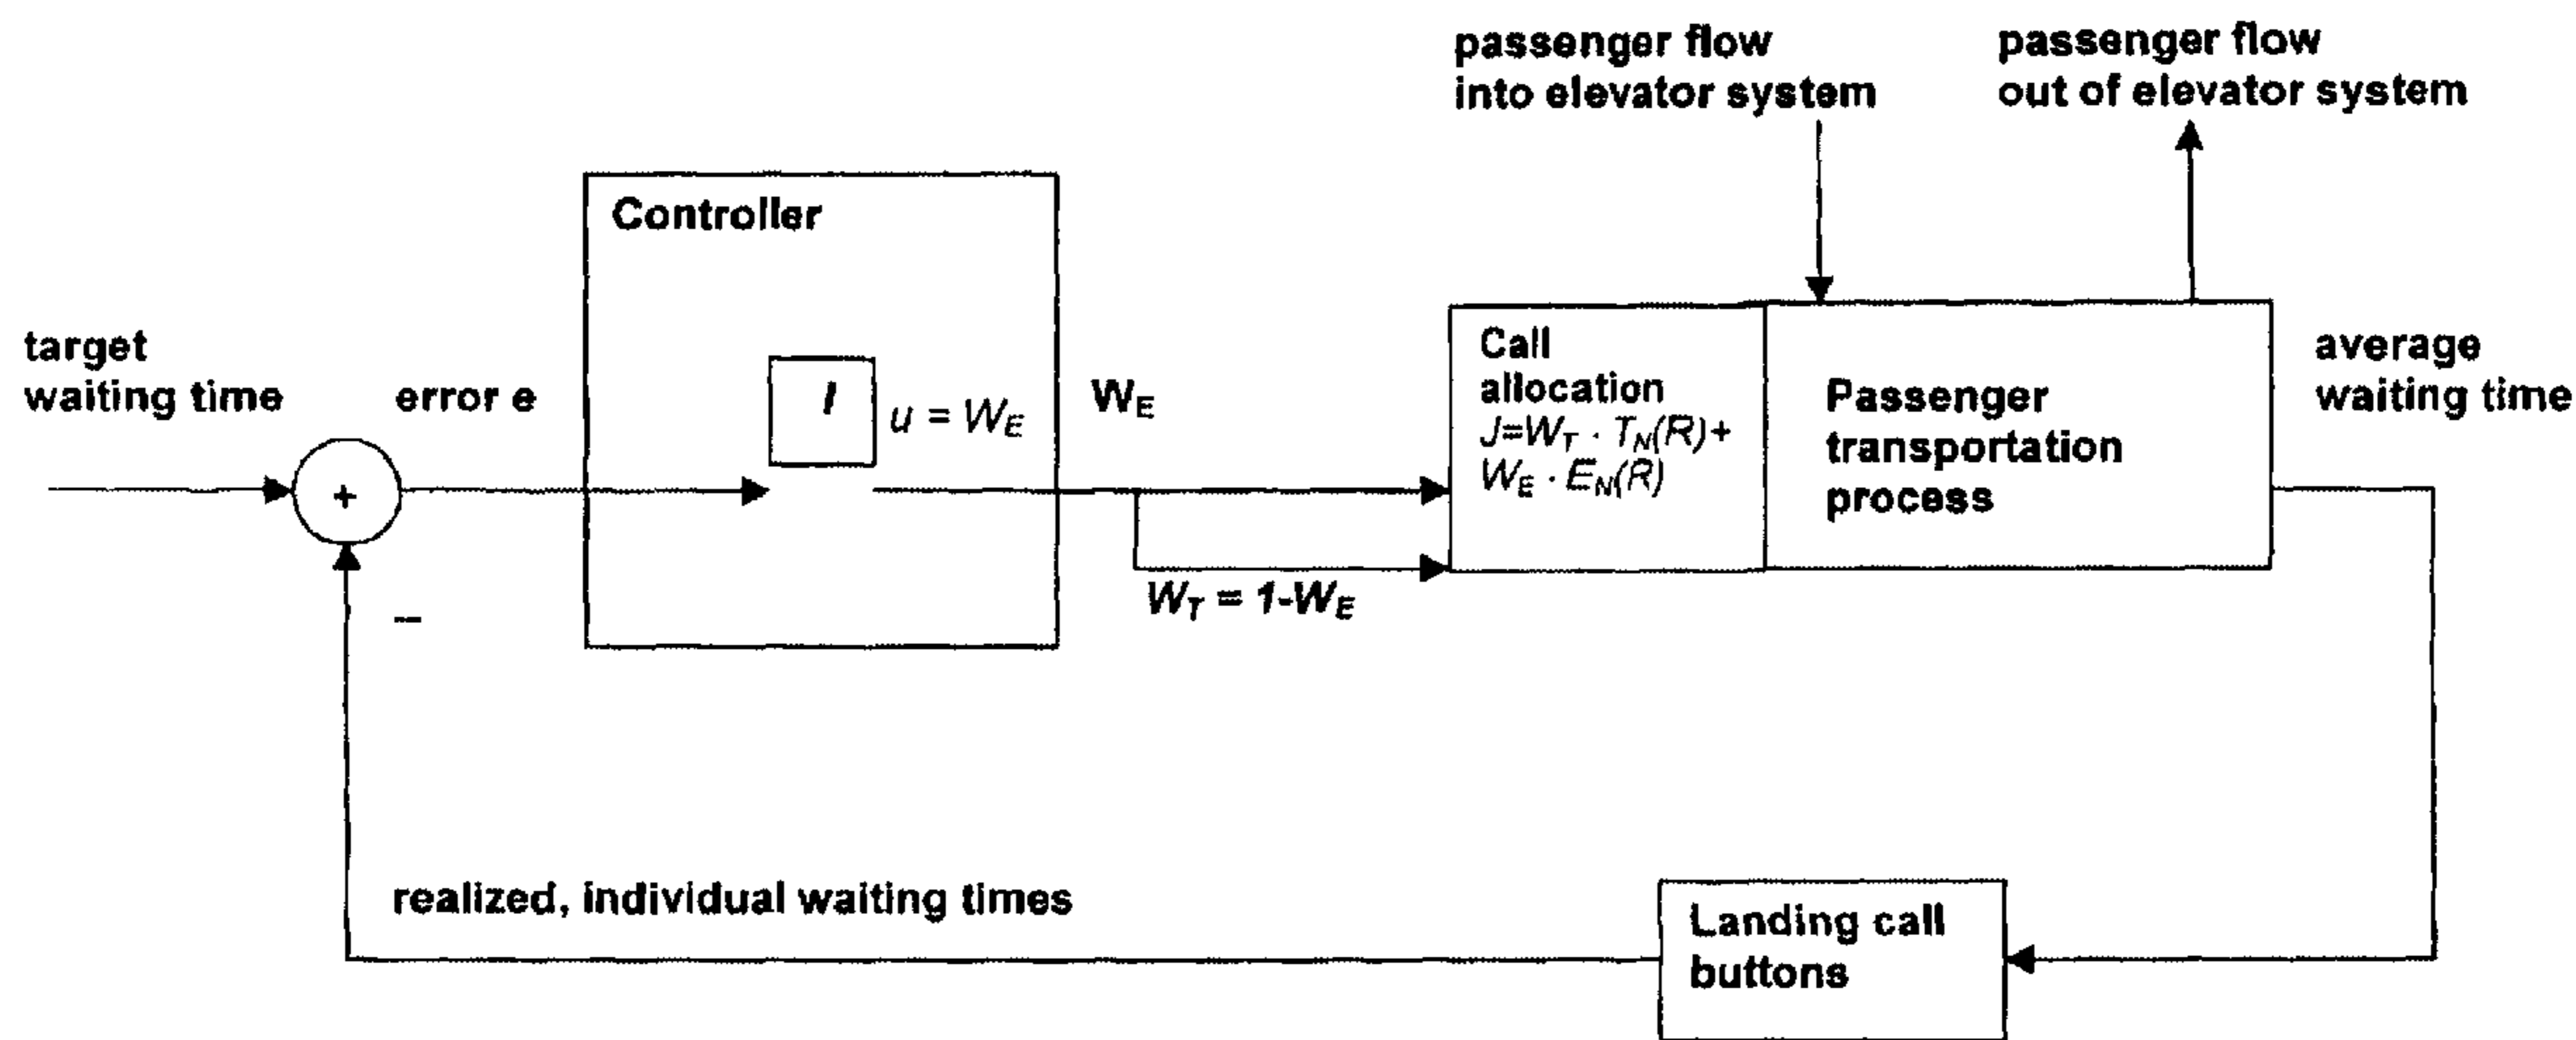 passenger flow
into elevator system
passenger flow
out of elevator system
Controller
target
waiting time
error e
I
u = W_E
W_E
Call
allocation
J=W_T · T_N(R)+
W_E · E_N(R)
Passenger
transportation
process
average
waiting time
+
–
W_T = 1-W_E
realized, individual waiting times
Landing call
buttons